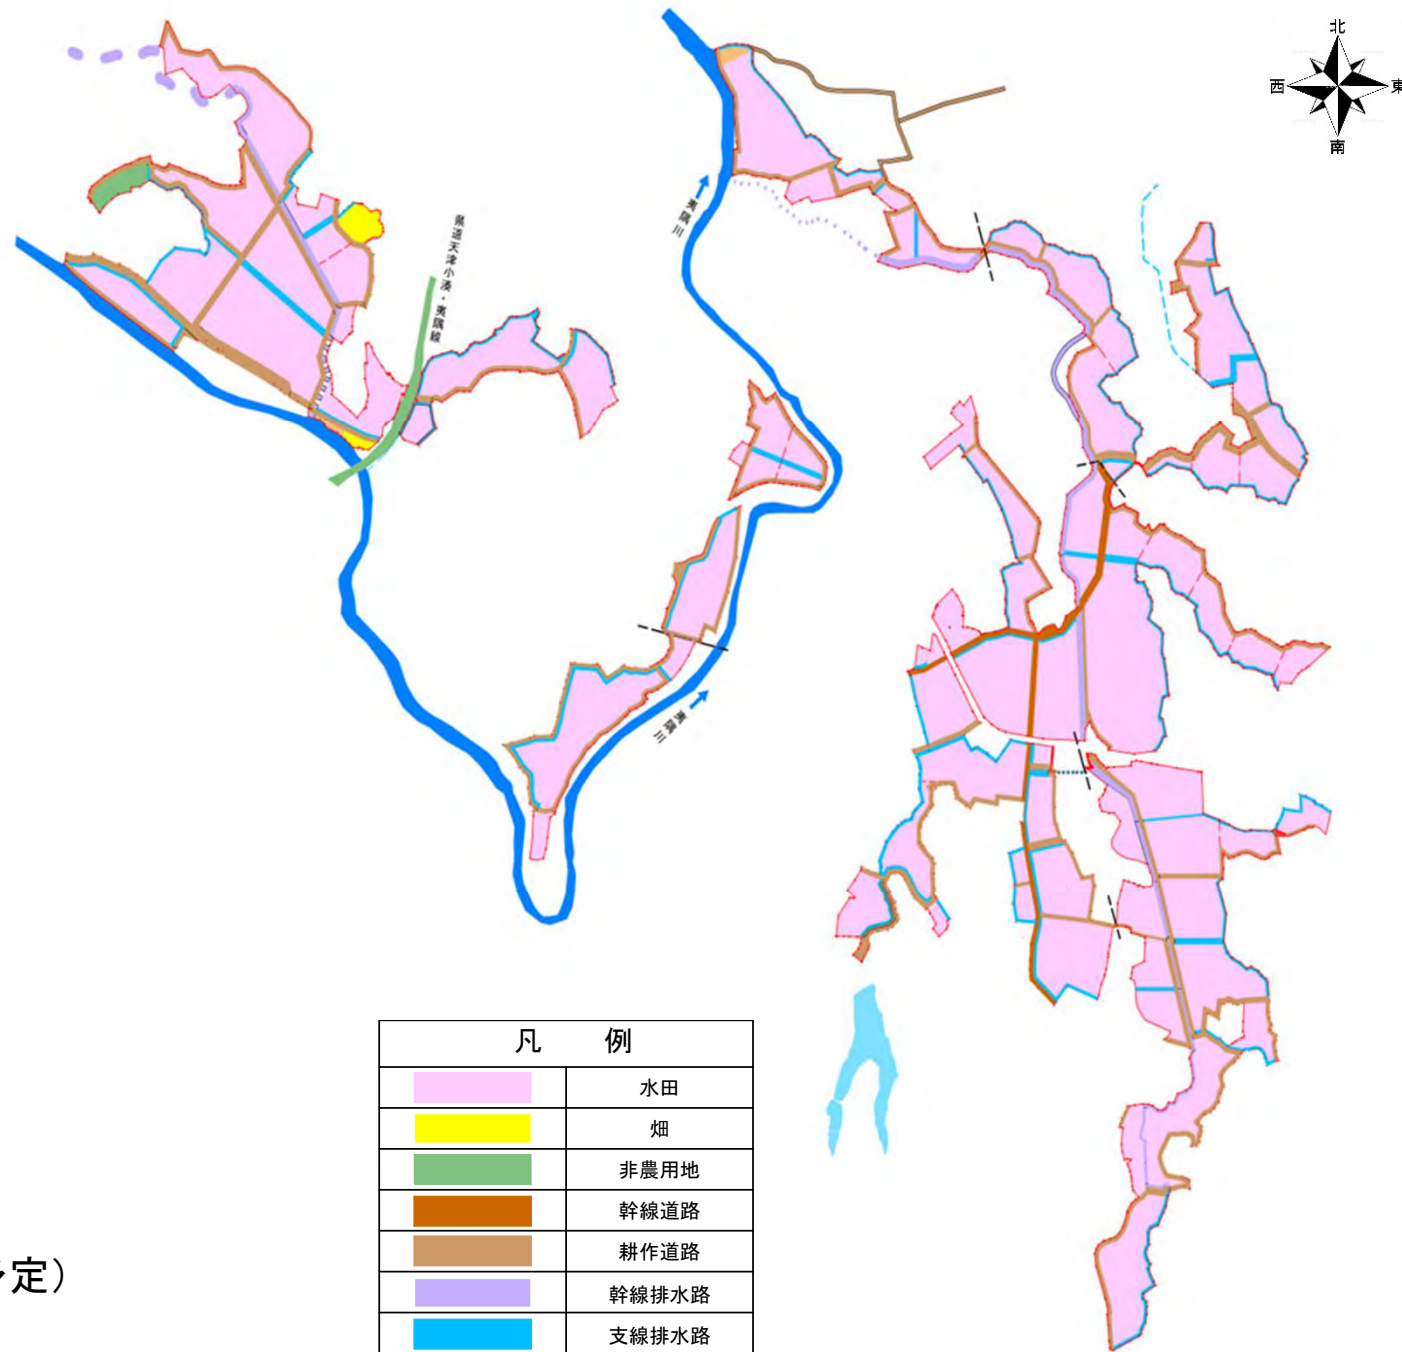 北
西
東
南
夷隅川
県道天津小湊・夷隅線
夷隅川
凡 例
水田
畑
非農用地
幹線道路
耕作道路
幹線排水路
支線排水路
定）